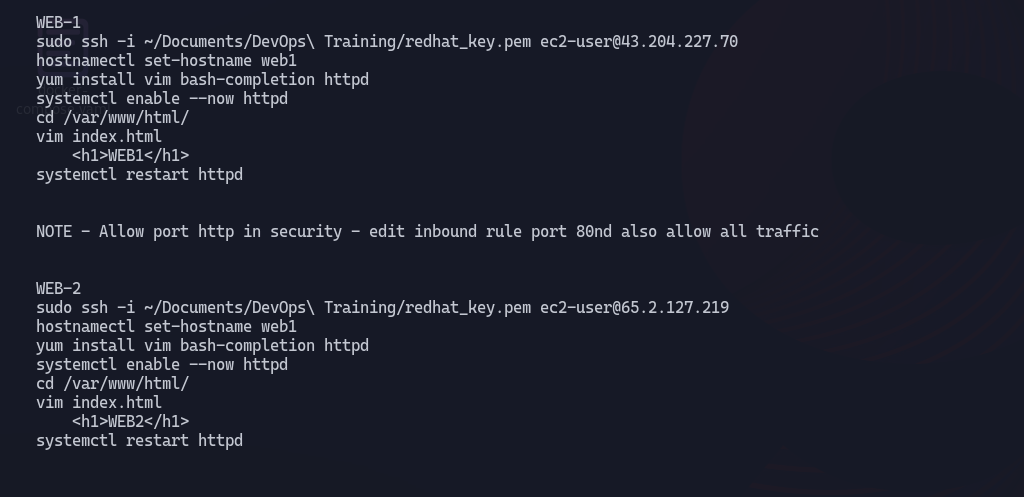 WEB-1
sudo ssh -i ~/Documents/DevOps\ Training/redhat_key.pem ec2-user@43.204.227.70
hostnamectl set-hostname web1
yum install vim bash-completion httpd
systemctl enable --now httpd
cd /var/www/html/
vim index.html
    <h1>WEB1</h1>
systemctl restart httpd
NOTE - Allow port http in security - edit inbound rule port 80nd also allow all traffic
WEB-2
sudo ssh -i ~/Documents/DevOps\ Training/redhat_key.pem ec2-user@65.2.127.219
hostnamectl set-hostname web1
yum install vim bash-completion httpd
systemctl enable --now httpd
cd /var/www/html/
vim index.html
    <h1>WEB2</h1>
systemctl restart httpd